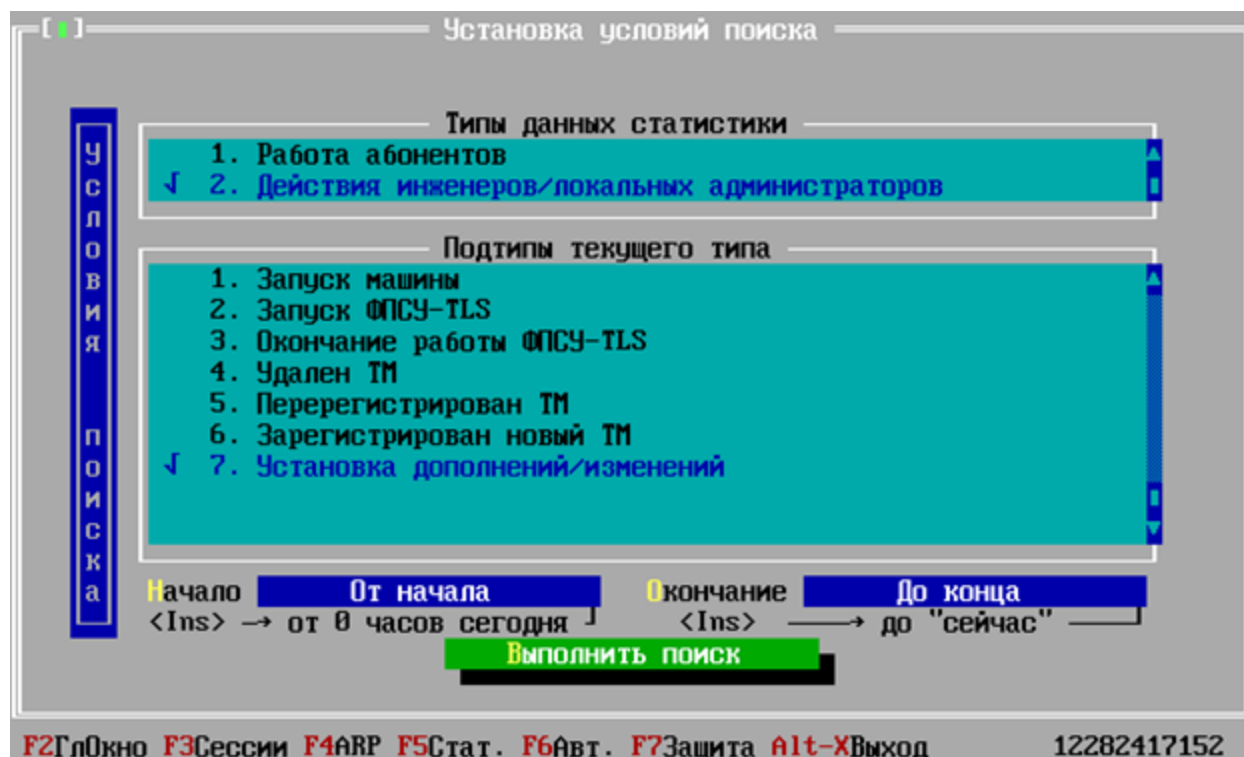 [ ] Установка условий поиска
Условия поиска
Типы данных статистики
1. Работа абонентов
√ 2. Действия инженеров/локальных администраторов
Подтипы текущего типа
1. Запуск машины
2. Запуск ФПСУ-TLS
3. Окончание работы ФПСУ-TLS
4. Удален ТМ
5. Перерегистрирован ТМ
6. Зарегистрирован новый ТМ
√ 7. Установка дополнений/изменений
Начало От начала Окончание До конца
<Ins> → от 0 часов сегодня <Ins> → до "сейчас"
Выполнить поиск
F2ГлОкно F3Сессии F4ARP F5Стат. F6Авт. F7Защита Alt-XВыход 12282417152